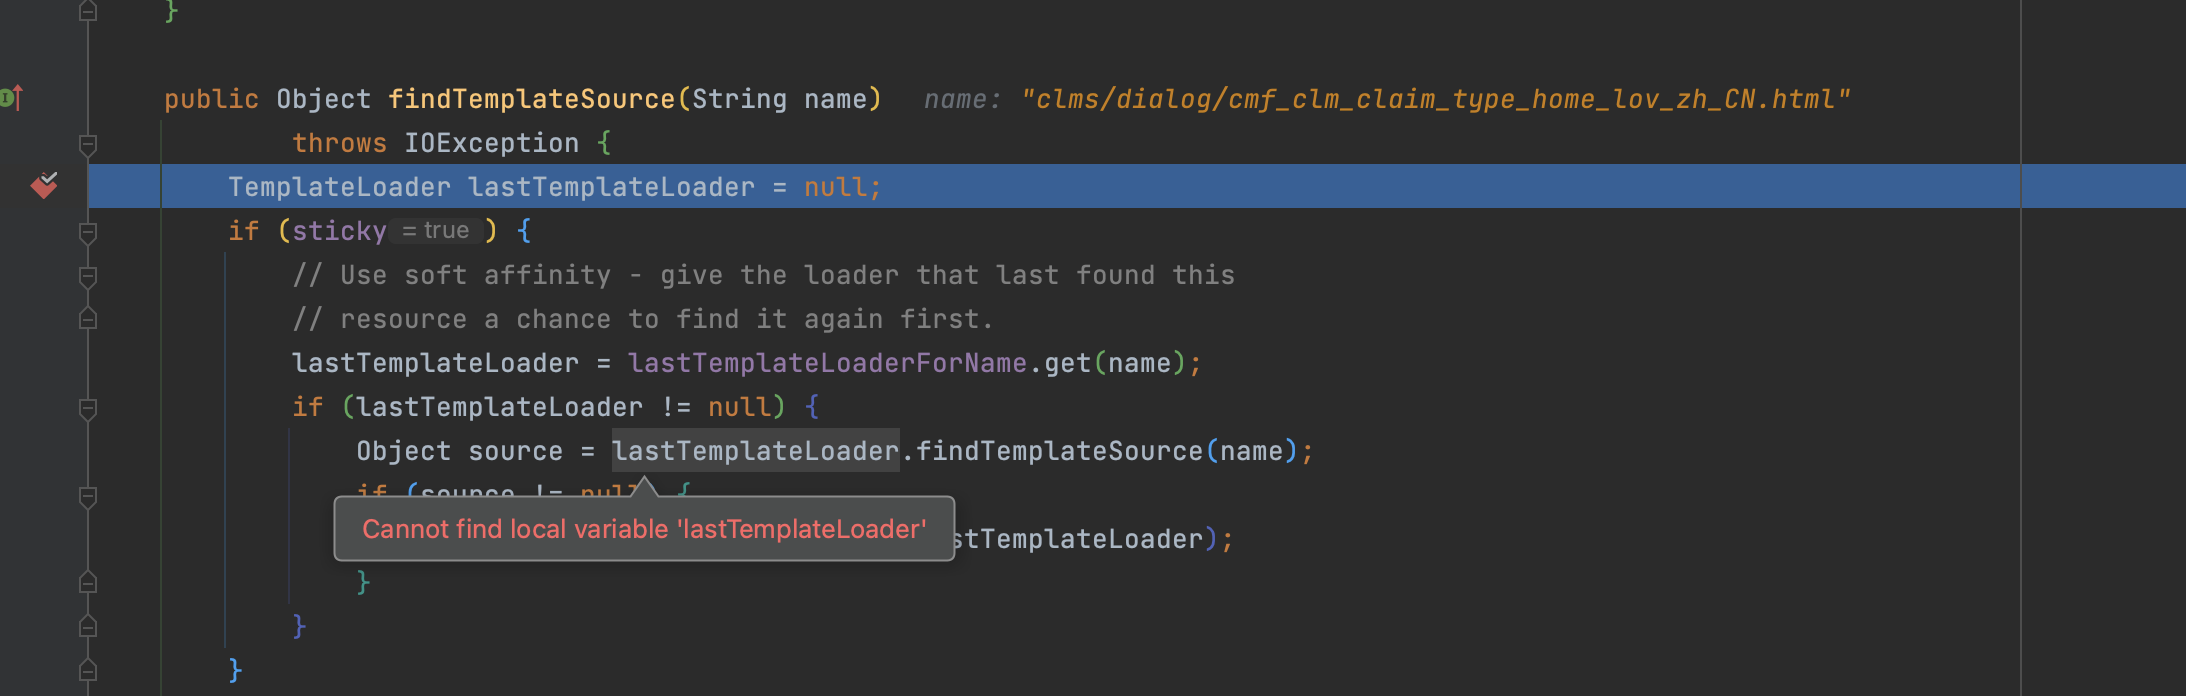 }
public Object findTemplateSource(String name)   name: "clms/dialog/cmf_clm_claim_type_home_lov_zh_CN.html"
throws IOException {
TemplateLoader lastTemplateLoader = null;
if (sticky = true ) {
// Use soft affinity - give the loader that last found this
// resource a chance to find it again first.
lastTemplateLoader = lastTemplateLoaderForName.get(name);
if (lastTemplateLoader != null) {
Object source = lastTemplateLoader.findTemplateSource(name);
if (source != null) {
Cannot find local variable 'lastTemplateLoader'
stTemplateLoader);
}
}
}